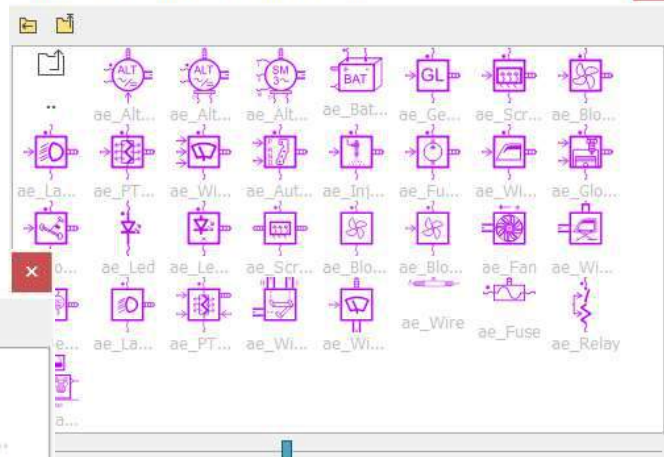 ALT ALT SM 3~ BAT GL
.. ae_Alt... ae_Alt... ae_Alt... ae_Bat... ae_Ge... ae_Scr... ae_Blo...
ae_La... ae_PT... ae_Wi... ae_Aut... ae_Inj... ae_Fu... ae_Wi... ae_Glo...
o... ae_Led ae_Le... ae_Scr... ae_Blo... ae_Blo... ae_Fan ae_Wi...
e... ae_La... ae_PT... ae_Wi... ae_Wi... ae_Wire ae_Fuse ae_Relay
a...